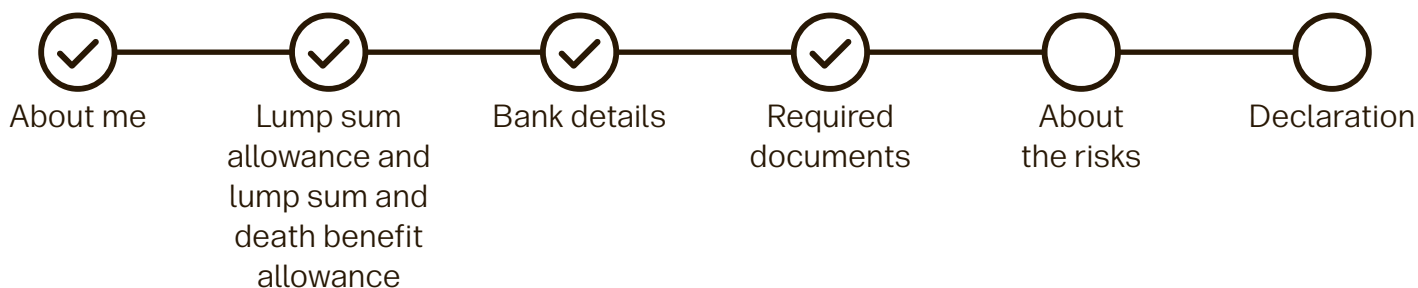 About me
Lump sum
allowance and
lump sum and
death benefit
allowance
Bank details
Required
documents
About
the risks
Declaration